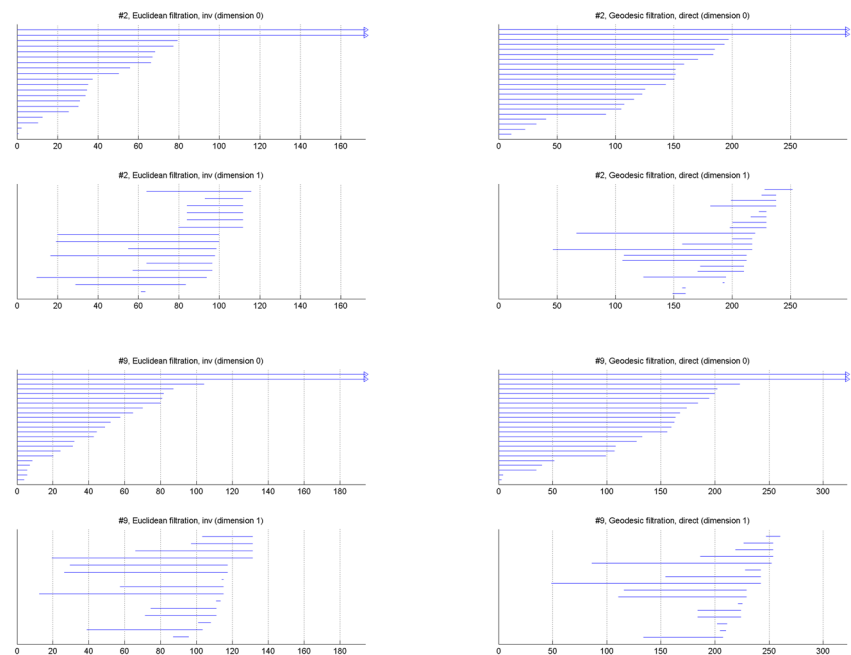 #2, Euclidean filtration, inv (dimension 0)
0 20 40 60 80 100 120 140 160
#2, Geodesic filtration, direct (dimension 0)
0 50 100 150 200 250
#2, Euclidean filtration, inv (dimension 1)
0 20 40 60 80 100 120 140 160
#2, Geodesic filtration, direct (dimension 1)
0 50 100 150 200 250
#9, Euclidean filtration, inv (dimension 0)
0 20 40 60 80 100 120 140 160 180
#9, Geodesic filtration, direct (dimension 0)
0 50 100 150 200 250 300
#9, Euclidean filtration, inv (dimension 1)
0 20 40 60 80 100 120 140 160 180
#9, Geodesic filtration, direct (dimension 1)
0 50 100 150 200 250 300